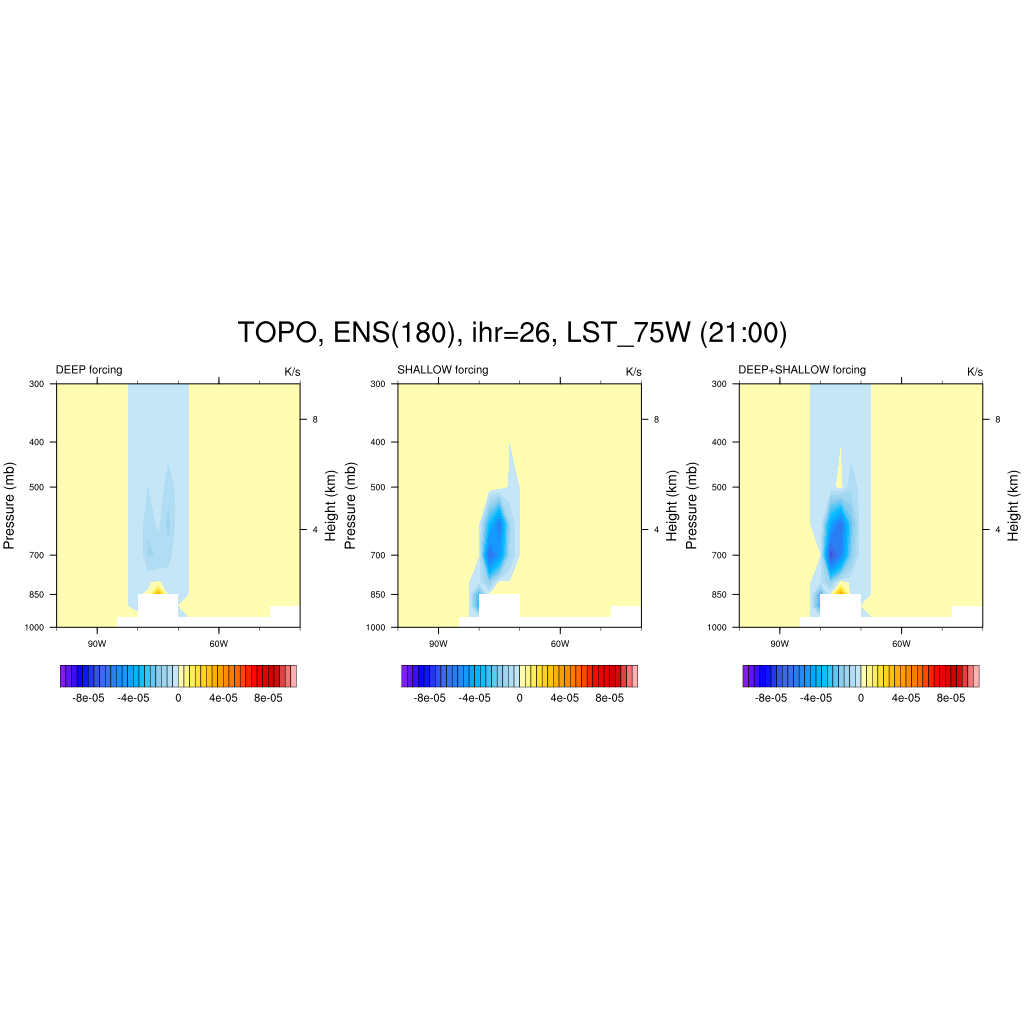 TOPO, ENS(180), ihr=26, LST_75W (21:00)
DEEP forcing
K/s
300
400
500
700
850
1000
Pressure (mb)
8
4
Height (km)
90W
60W
-8e-05 -4e-05 0 4e-05 8e-05
SHALLOW forcing
K/s
300
400
500
700
850
1000
Pressure (mb)
8
4
Height (km)
90W
60W
-8e-05 -4e-05 0 4e-05 8e-05
DEEP+SHALLOW forcing
K/s
300
400
500
700
850
1000
Pressure (mb)
8
4
Height (km)
90W
60W
-8e-05 -4e-05 0 4e-05 8e-05